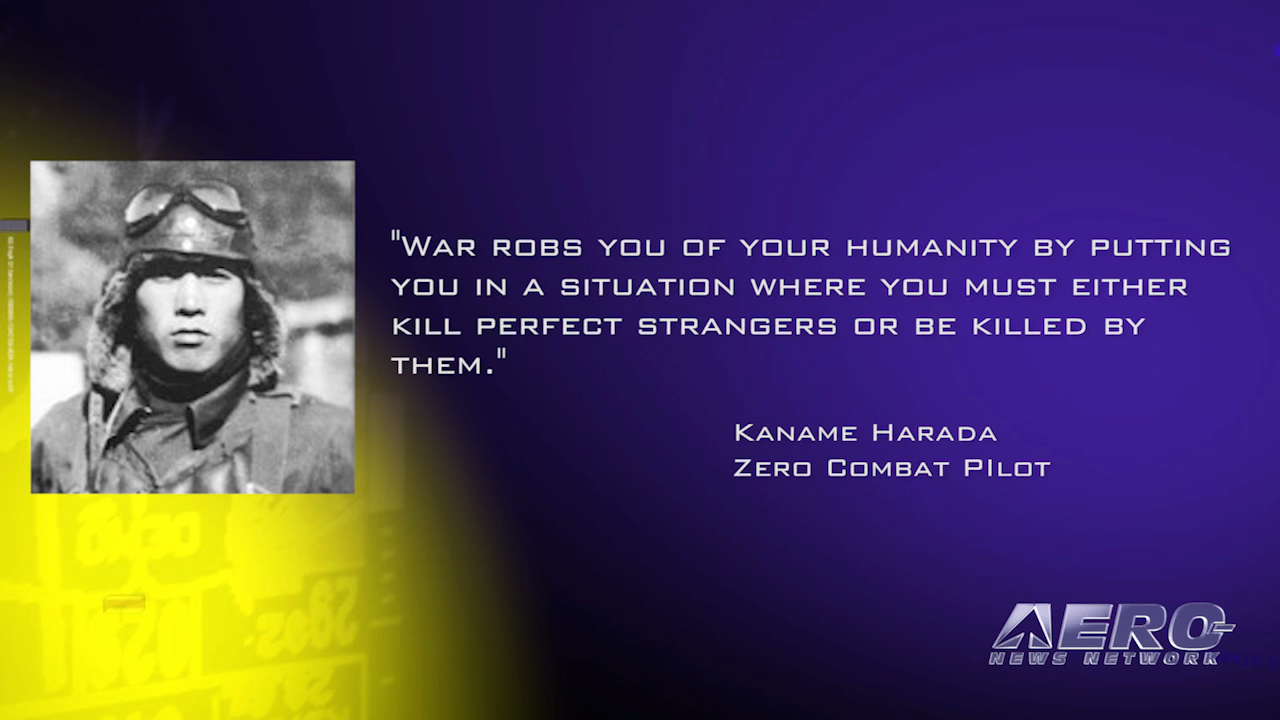 "War robs you of your humanity by putting
you in a situation where you must either
kill perfect strangers or be killed by
them."
Kaname Harada
Zero Combat PIlot
AERO-
NEWS NETWORK